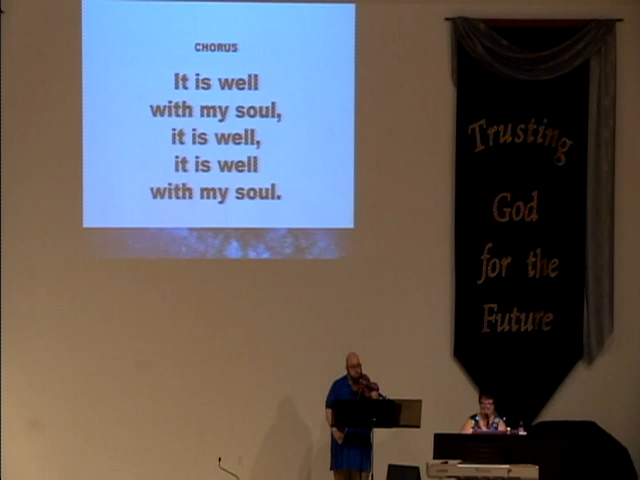 CHORUS
It is well
with my soul,
it is well,
it is well
with my soul.
Trusting
God
for the
Future